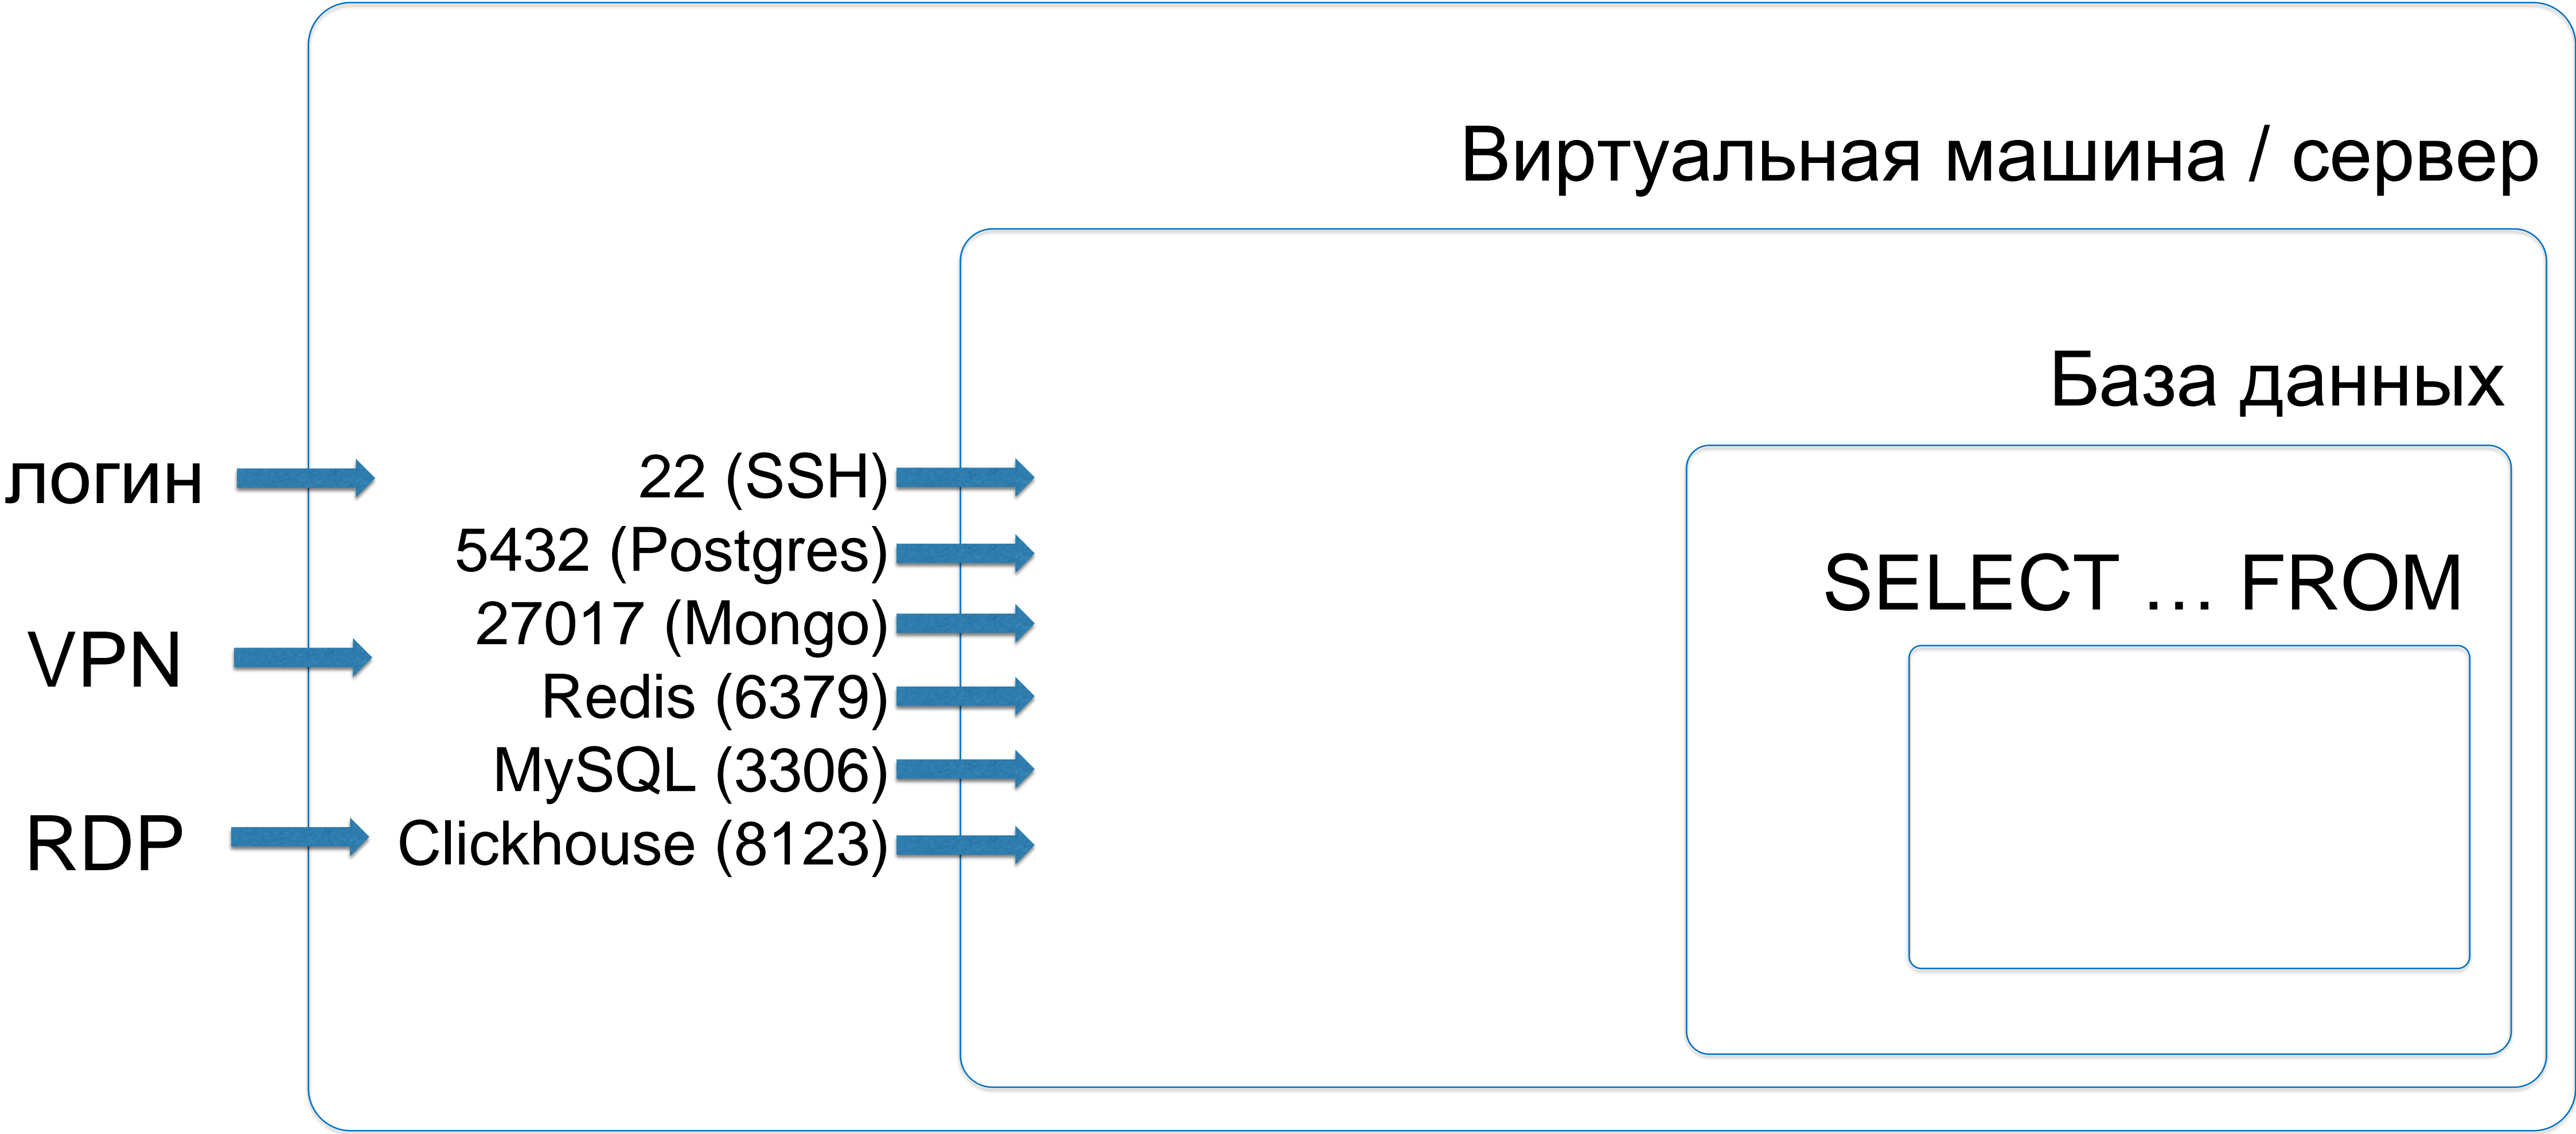 Виртуальная машина / сервер
База данных
SELECT … FROM
логин
VPN
RDP
22 (SSH)
5432 (Postgres)
27017 (Mongo)
Redis (6379)
MySQL (3306)
Clickhouse (8123)